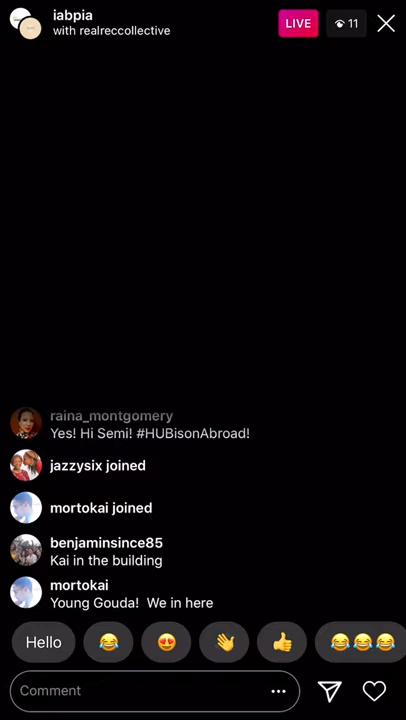 iabpia
with realreccollective
LIVE
11
raina_montgomery
Yes! Hi Semi! #HUBisonAbroad!
jazzysix joined
mortokai joined
benjaminsince85
Kai in the building
mortokai
Young Gouda! We in here
Hello
Comment